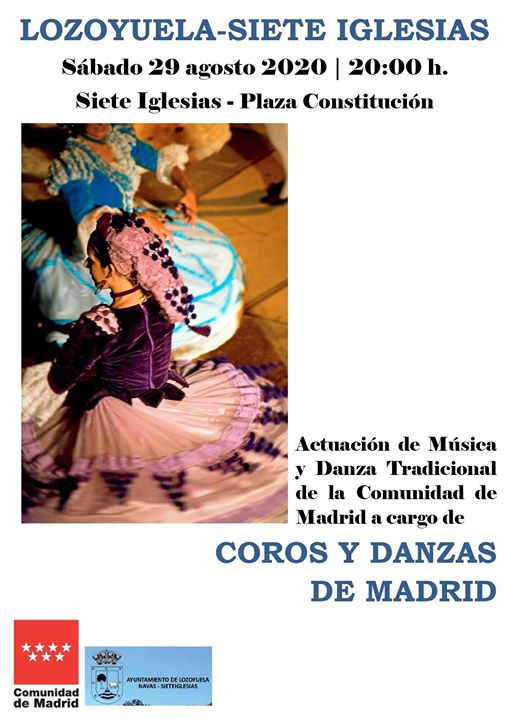 LOZOYUELA-SIETE IGLESIAS
Sábado 29 agosto 2020 | 20:00 h.
Siete Iglesias - Plaza Constitución
Actuación de Música
y Danza Tradicional
de la Comunidad de
Madrid a cargo de
COROS Y DANZAS
DE MADRID
Comunidad
de Madrid
AYUNTAMIENTO DE LOZOYUELA
NAVAS - SIETEIGLESIAS